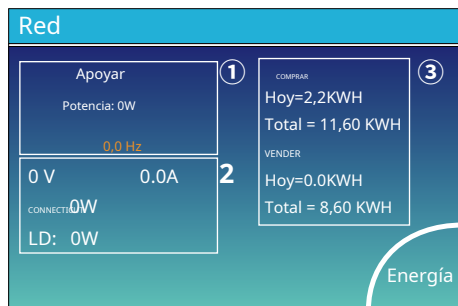 Red
Apoyar
①
Potencia: 0W
0,0 Hz
0 V 0.0A
2
CONNECTICUT: 0W
LD: 0W
COMPRAR
③
Hoy=2,2KWH
Total = 11,60 KWH
VENDER
Hoy=0.0KWH
Total = 8,60 KWH
Energía